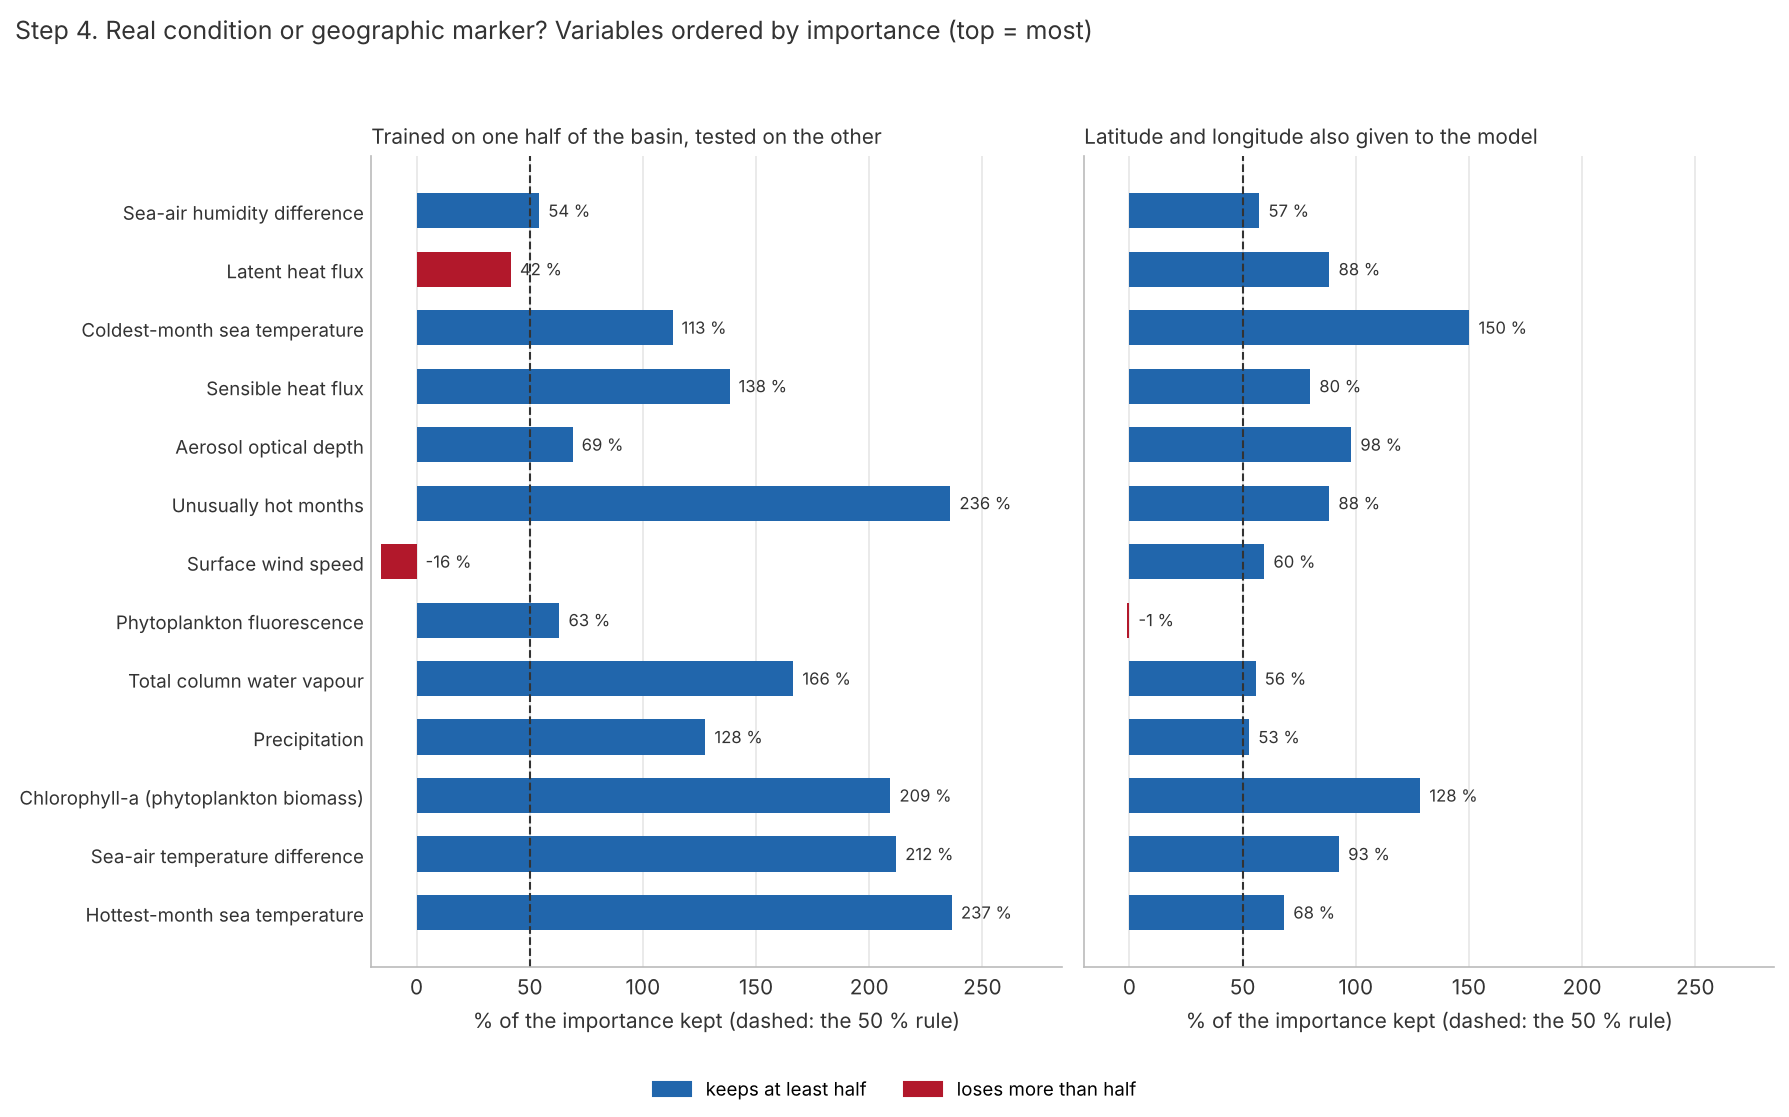 Step 4. Real condition or geographic marker? Variables ordered by importance (top = most)
Trained on one half of the basin, tested on the other
Latitude and longitude also given to the model
Sea-air humidity difference 54 % 57 %
Latent heat flux 42 % 88 %
Coldest-month sea temperature 113 % 150 %
Sensible heat flux 138 % 80 %
Aerosol optical depth 69 % 98 %
Unusually hot months 236 % 88 %
Surface wind speed -16 % 60 %
Phytoplankton fluorescence 63 % -1 %
Total column water vapour 166 % 56 %
Precipitation 128 % 53 %
Chlorophyll-a (phytoplankton biomass) 209 % 128 %
Sea-air temperature difference 212 % 93 %
Hottest-month sea temperature 237 % 68 %
0 50 100 150 200 250 0 50 100 150 200 250
% of the importance kept (dashed: the 50 % rule) % of the importance kept (dashed: the 50 % rule)
keeps at least half loses more than half